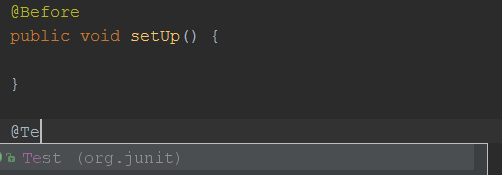 @Before
public void setUp() {
}
@Te
Test (org.junit)